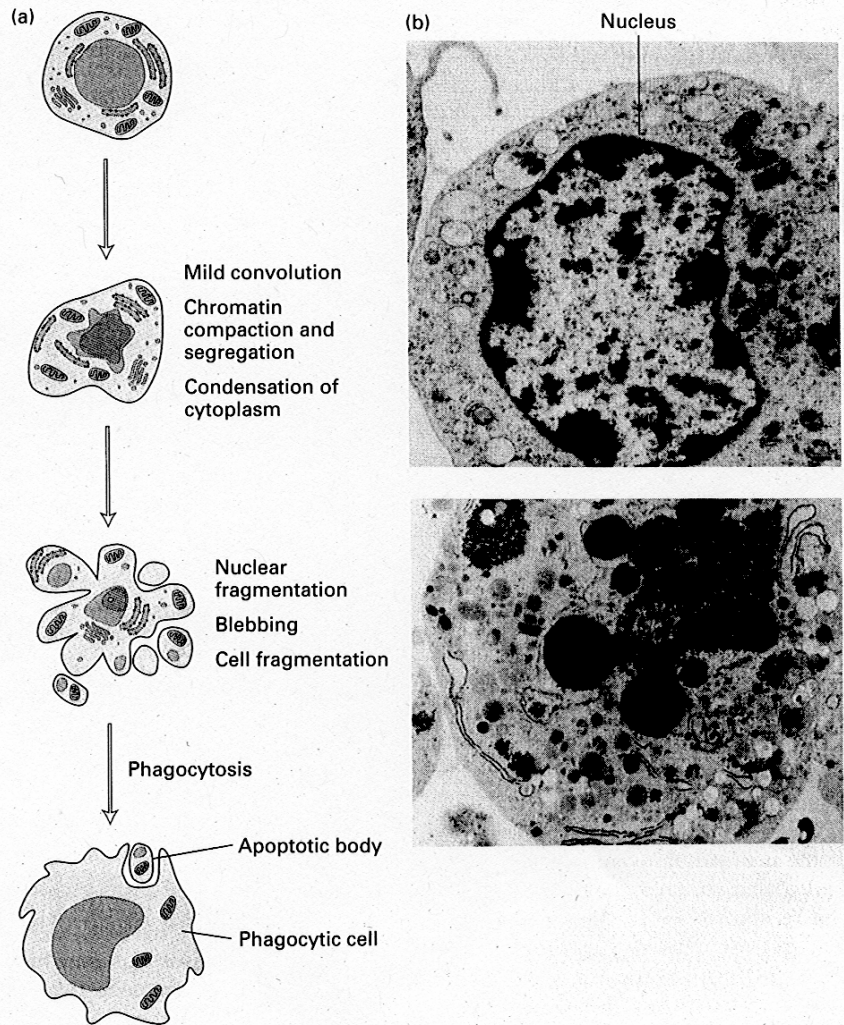 (a)
Mild convolution
Chromatin
compaction and
segregation
Condensation of
cytoplasm
Nuclear
fragmentation
Blebbing
Cell fragmentation
Phagocytosis
Apoptotic body
Phagocytic cell
(b)
Nucleus